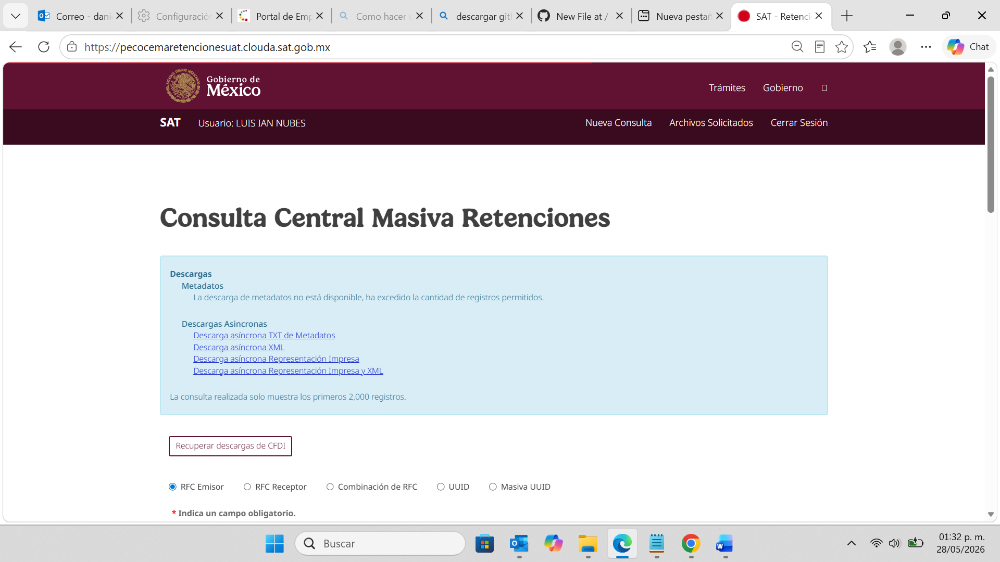 Correo - dani
Configuración
Portal de Emp
Como hacer u
descargar gitl
New File at /
Nueva pestañ
SAT - Retenci
https://pecocemaretencionesuat.clouda.sat.gob.mx
Chat
Gobierno de
México
Trámites
Gobierno
SAT
Usuario: LUIS IAN NUBES
Nueva Consulta
Archivos Solicitados
Cerrar Sesión
Consulta Central Masiva Retenciones
Descargas
Metadatos
La descarga de metadatos no está disponible, ha excedido la cantidad de registros permitidos.
Descargas Asincronas
Descarga asíncrona TXT de Metadatos
Descarga asíncrona XML
Descarga asíncrona Representación Impresa
Descarga asíncrona Representación Impresa y XML
La consulta realizada solo muestra los primeros 2,000 registros.
Recuperar descargas de CFDI
RFC Emisor
RFC Receptor
Combinación de RFC
UUID
Masiva UUID
* Indica un campo obligatorio.
Buscar
01:32 p. m.
28/05/2026